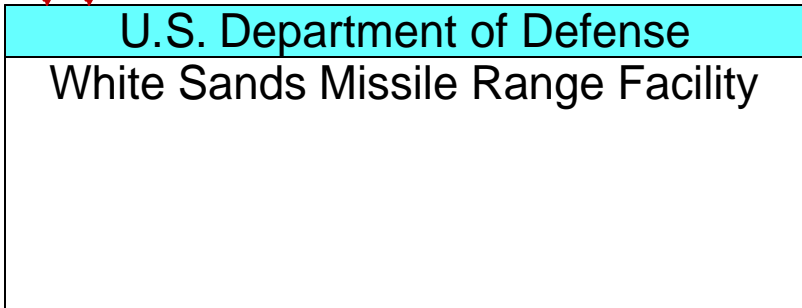 U.S. Department of Defense
White Sands Missile Range Facility